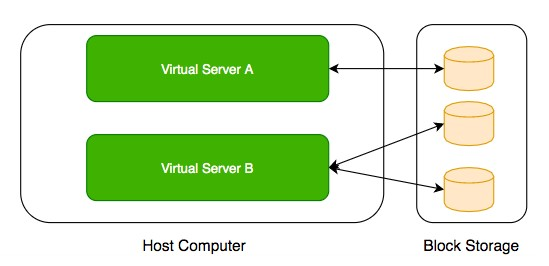 Virtual Server A
Virtual Server B
Host Computer
Block Storage